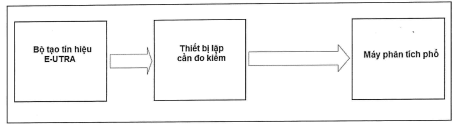 Bộ tạo tín hiệu
E-UTRA
Thiết bị lặp
cần đo kiểm
Máy phân tích phổ